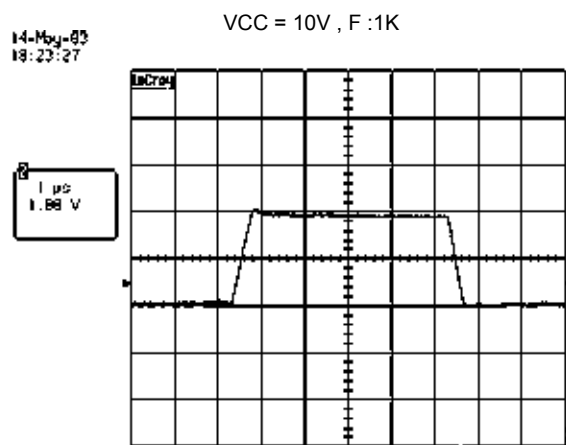 VCC = 10V , F :1K
14-May-03
18:23:27
LeCroy
2
1 µs
1.00 V